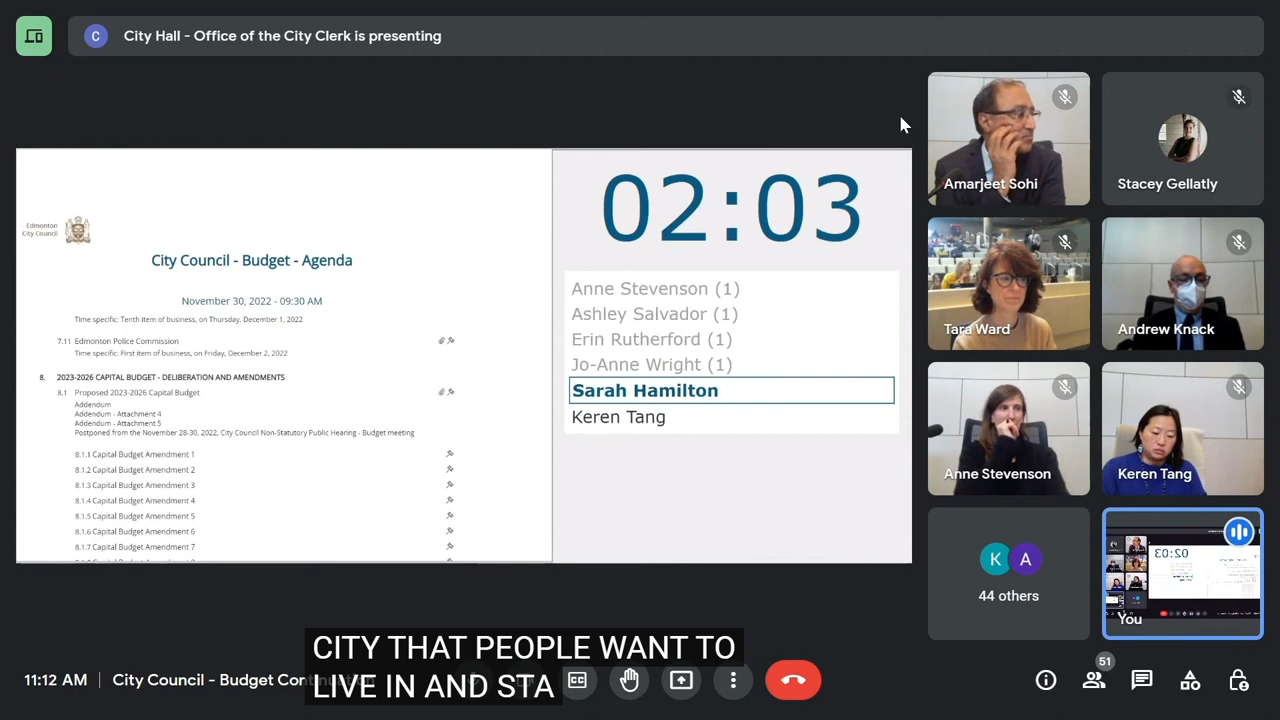 City Hall - Office of the City Clerk is presenting
Edmonton
City Council
City Council - Budget - Agenda
November 30, 2022 - 09:30 AM
Time specific: Tenth item of business, on Thursday, December 1, 2022
7.11 Edmonton Police Commission
Time specific: First item of business, on Friday, December 2, 2022
8. 2023-2026 CAPITAL BUDGET - DELIBERATION AND AMENDMENTS
8.1 Proposed 2023-2026 Capital Budget
Addendum
Addendum - Attachment 4
Addendum - Attachment 5
Postponed from the November 28-30, 2022, City Council Non-Statutory Public Hearing - Budget meeting
8.1.1 Capital Budget Amendment 1
8.1.2 Capital Budget Amendment 2
8.1.3 Capital Budget Amendment 3
8.1.4 Capital Budget Amendment 4
8.1.5 Capital Budget Amendment 5
8.1.6 Capital Budget Amendment 6
8.1.7 Capital Budget Amendment 7
02:03
Anne Stevenson (1)
Ashley Salvador (1)
Erin Rutherford (1)
Jo-Anne Wright (1)
Sarah Hamilton
Keren Tang
Amarjeet Sohi
Stacey Gellatly
Tara Ward
Andrew Knack
Anne Stevenson
Keren Tang
K A
44 others
You
CITY THAT PEOPLE WANT TO
LIVE IN AND STA
11:12 AM
City Council - Budget Con
51